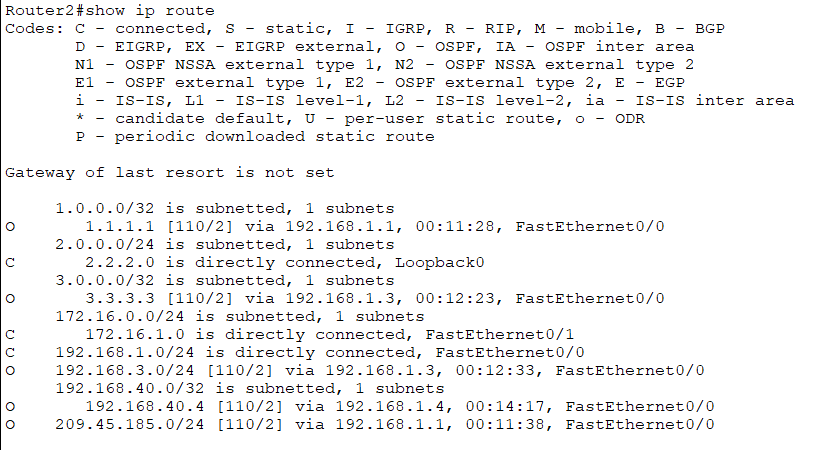 Router2#show ip route
Codes: C - connected, S - static, I - IGRP, R - RIP, M - mobile, B - BGP
       D - EIGRP, EX - EIGRP external, O - OSPF, IA - OSPF inter area
       N1 - OSPF NSSA external type 1, N2 - OSPF NSSA external type 2
       E1 - OSPF external type 1, E2 - OSPF external type 2, E - EGP
       i - IS-IS, L1 - IS-IS level-1, L2 - IS-IS level-2, ia - IS-IS inter area
       * - candidate default, U - per-user static route, o - ODR
       P - periodic downloaded static route

Gateway of last resort is not set

     1.0.0.0/32 is subnetted, 1 subnets
O       1.1.1.1 [110/2] via 192.168.1.1, 00:11:28, FastEthernet0/0
     2.0.0.0/24 is subnetted, 1 subnets
C       2.2.2.0 is directly connected, Loopback0
     3.0.0.0/32 is subnetted, 1 subnets
O       3.3.3.3 [110/2] via 192.168.1.3, 00:12:23, FastEthernet0/0
     172.16.0.0/24 is subnetted, 1 subnets
C       172.16.1.0 is directly connected, FastEthernet0/1
C    192.168.1.0/24 is directly connected, FastEthernet0/0
O    192.168.3.0/24 [110/2] via 192.168.1.3, 00:12:33, FastEthernet0/0
     192.168.40.0/32 is subnetted, 1 subnets
O       192.168.40.4 [110/2] via 192.168.1.4, 00:14:17, FastEthernet0/0
O    209.45.185.0/24 [110/2] via 192.168.1.1, 00:11:38, FastEthernet0/0